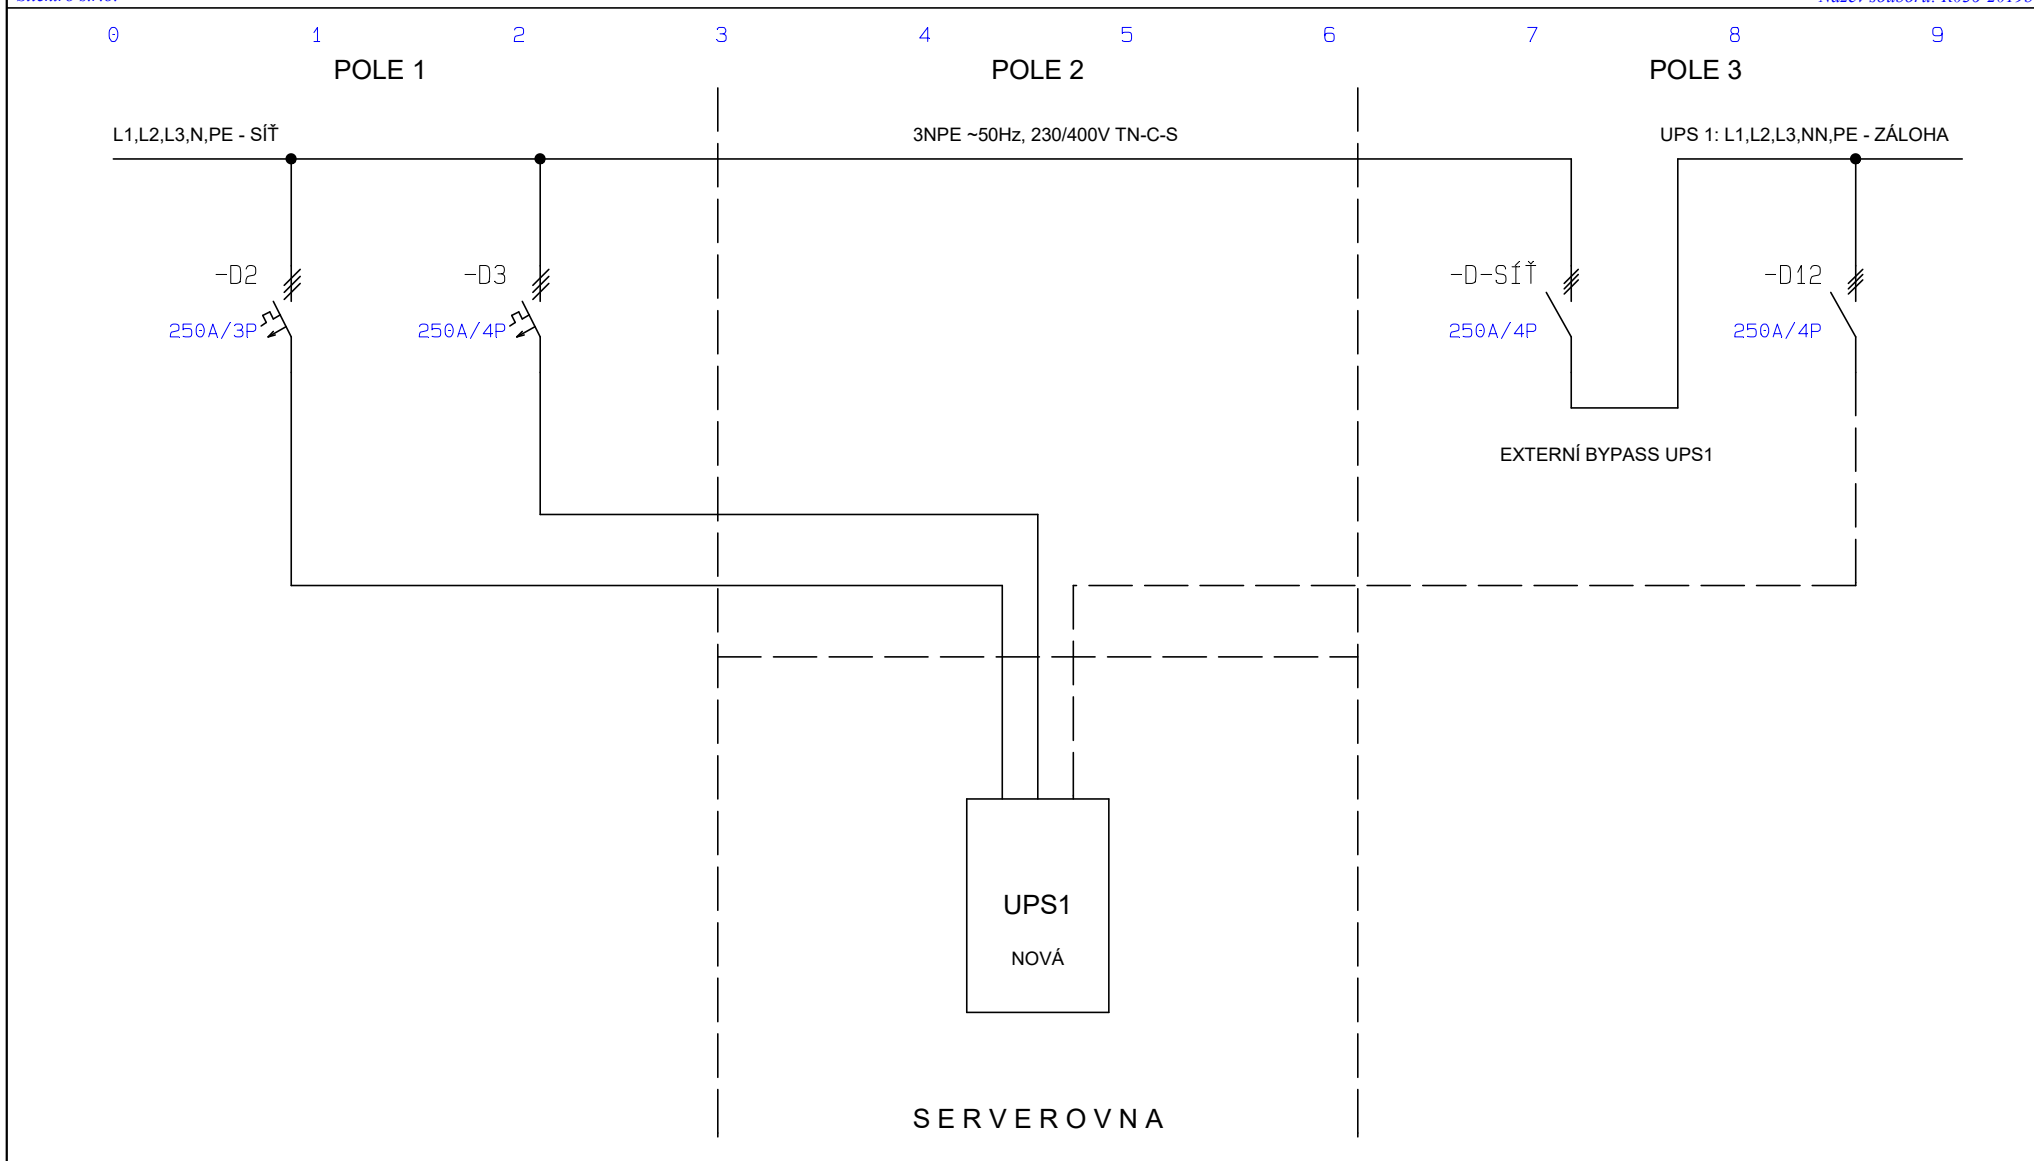 0 1 2 3 4 5 6 7 8 9
POLE 1 POLE 2 POLE 3
L1,L2,L3,N,PE - SÍŤ 3NPE ~50Hz, 230/400V TN-C-S UPS 1: L1,L2,L3,NN,PE - ZÁLOHA
-D2 -D3 -D-SÍŤ -D12
250A/3P 250A/4P 250A/4P 250A/4P
EXTERNÍ BYPASS UPS1
UPS1
NOVÁ
SERVEROVNA